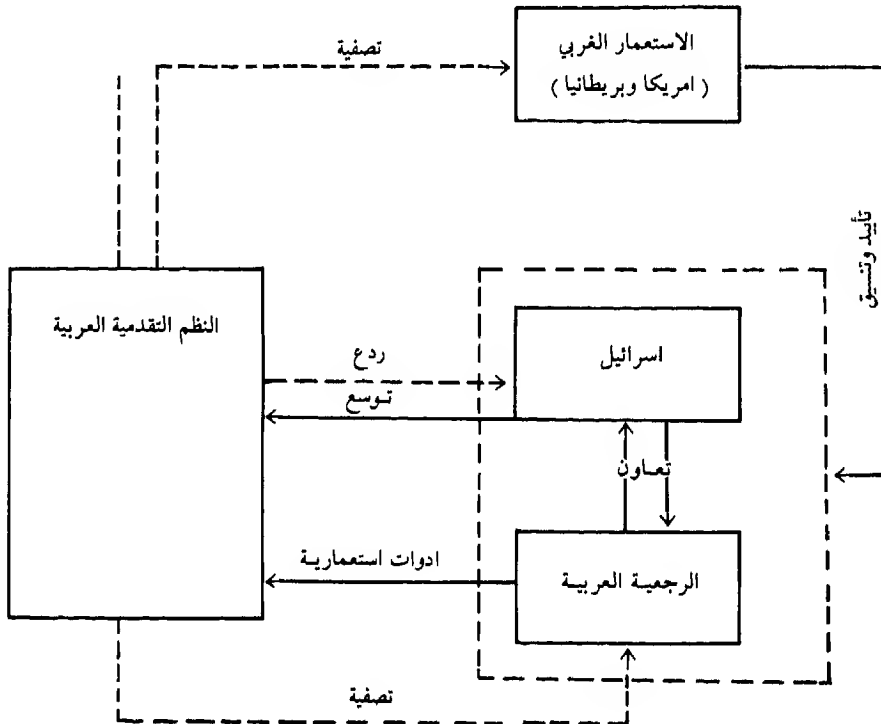 الاستعمار الغربي
( امريكا وبريطانيا )
تصفية
تأييد وتنسيق
النظم التقدمية العربية
اسرائيل
ردع
توسع
تعاون
ادوات استعمارية
الرجعية العربية
تصفية